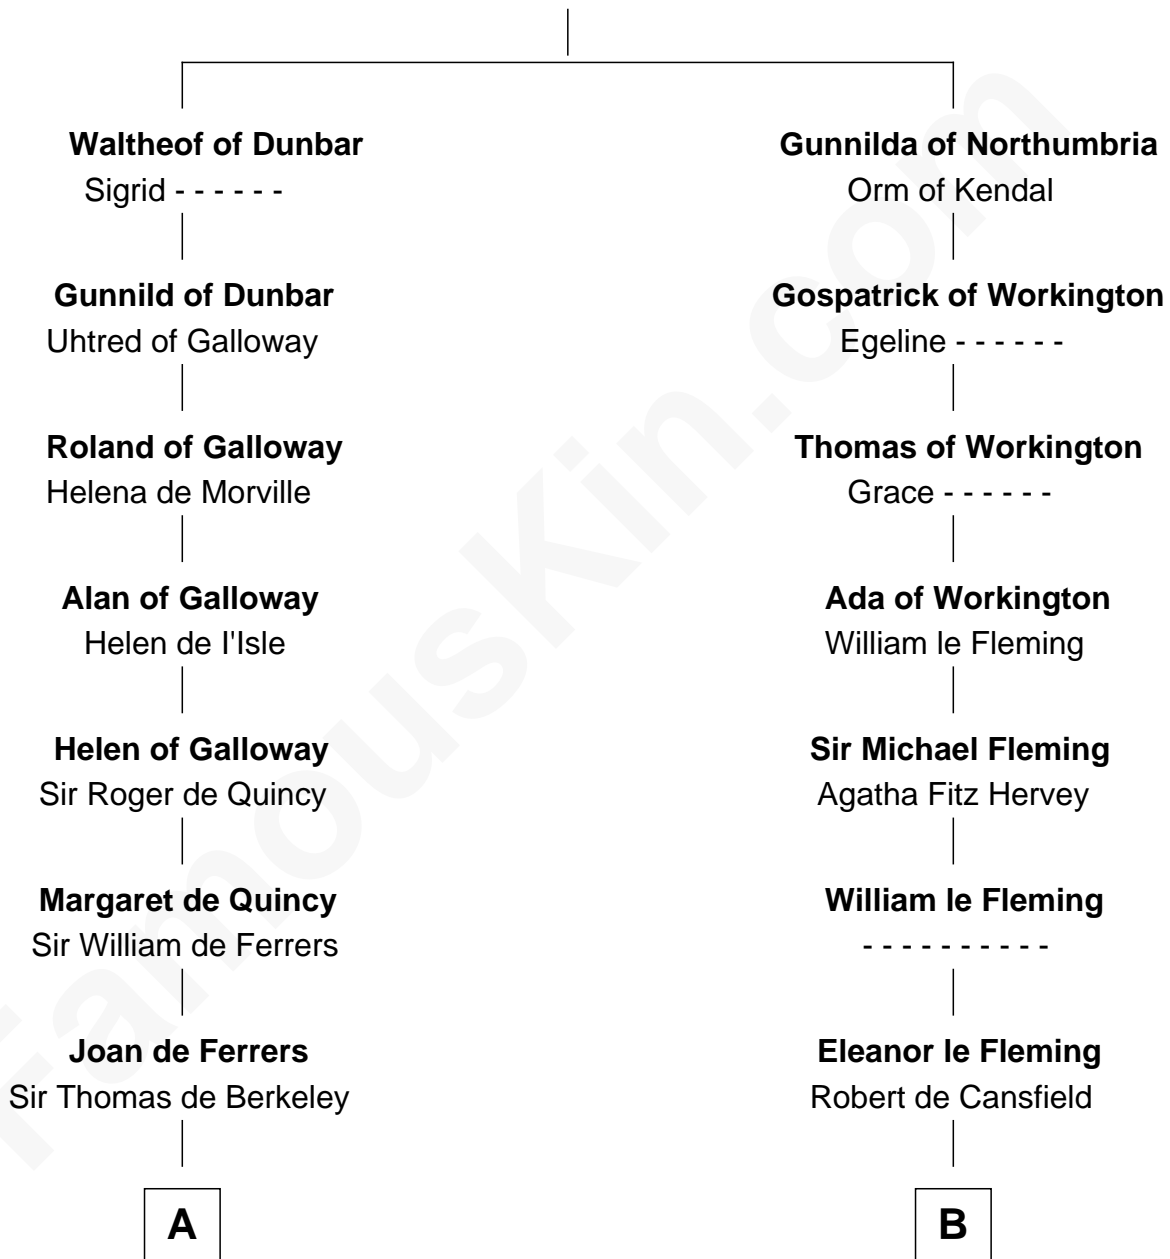 Waltheof of Dunbar
Sigrid - - - - - -
Gunnild of Dunbar
Uhtred of Galloway
Roland of Galloway
Helena de Morville
Alan of Galloway
Helen de I'Isle
Helen of Galloway
Sir Roger de Quincy
Margaret de Quincy
Sir William de Ferrers
Joan de Ferrers
Sir Thomas de Berkeley
A
Gunnilda of Northumbria
Orm of Kendal
Gospatrick of Workington
Egeline - - - - - -
Thomas of Workington
Grace - - - - - -
Ada of Workington
William le Fleming
Sir Michael Fleming
Agatha Fitz Hervey
William le Fleming
- - - - - - - - - -
Eleanor le Fleming
Robert de Cansfield
B
FamousKin.com